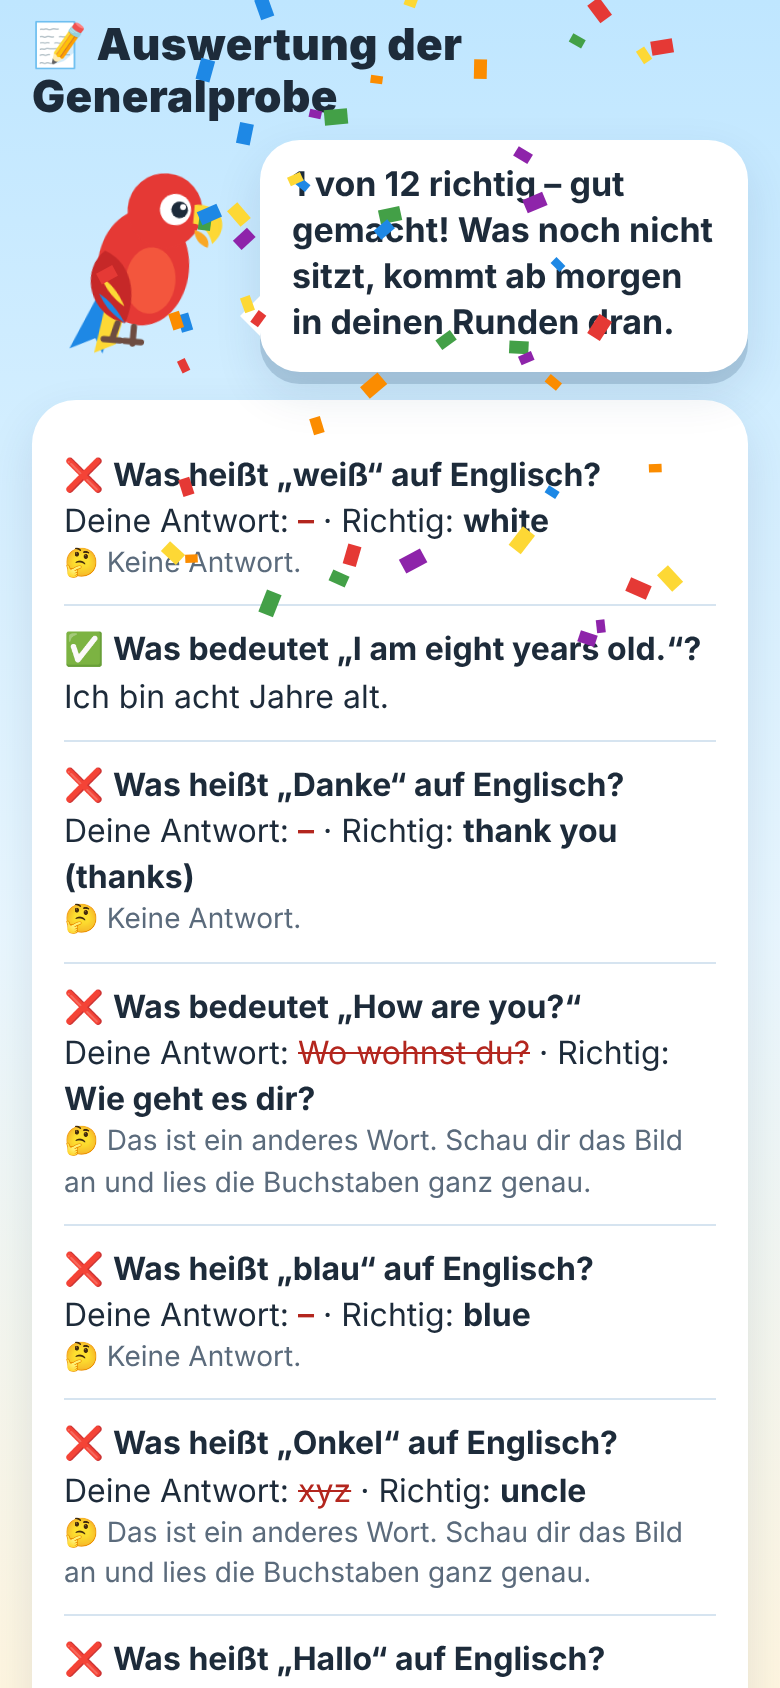 📝 Auswertung der
Generalprobe
1 von 12 richtig – gut
gemacht! Was noch nicht
sitzt, kommt ab morgen
in deinen Runden dran.
❌ Was heißt „weiß“ auf Englisch?
Deine Antwort: – · Richtig: white
🤔 Keine Antwort.
✅ Was bedeutet „I am eight years old.“?
Ich bin acht Jahre alt.
❌ Was heißt „Danke“ auf Englisch?
Deine Antwort: – · Richtig: thank you
(thanks)
🤔 Keine Antwort.
❌ Was bedeutet „How are you?“
Deine Antwort: Wo wohnst du? · Richtig:
Wie geht es dir?
🤔 Das ist ein anderes Wort. Schau dir das Bild
an und lies die Buchstaben ganz genau.
❌ Was heißt „blau“ auf Englisch?
Deine Antwort: – · Richtig: blue
🤔 Keine Antwort.
❌ Was heißt „Onkel“ auf Englisch?
Deine Antwort: xyz · Richtig: uncle
🤔 Das ist ein anderes Wort. Schau dir das Bild
an und lies die Buchstaben ganz genau.
❌ Was heißt „Hallo“ auf Englisch?